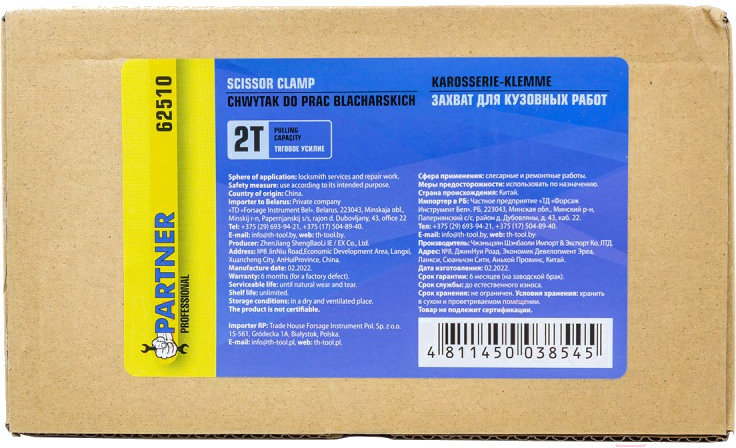 62510
PARTNER
PROFESSIONAL
SCISSOR CLAMP
CHWYTAK DO PRAC BLACHARSKICH
KAROSSERIE-KLEMME
ЗАХВАТ ДЛЯ КУЗОВНЫХ РАБОТ
2T
PULLING
CAPACITY
ТЯГОВОЕ УСИЛИЕ
Sphere of application: locksmith services and repair work.
Safety measure: use according to its intended purpose.
Country of origin: China.
Importer to Belarus: Private company
«TD «Forsage Instrument Bel». Belarus, 223043, Minskaja obl.,
Minskij r-n, Papernjanskij s/s, rajon d. Dubovljany, 43, office 22
Tel: +375 (29) 693-94-21, +375 (17) 504-89-40.
E-mail: info@th-tool.by, web: th-tool.by.
Producer: ZhenJiang ShengBaoLi IE / EX Co., Ltd.
Address: №8 JinNiu Road,Economic Development Area, Langxi,
Xuancheng City, AnHuiProvince, China.
Manufacture date: 02.2022.
Warranty: 6 months (for a factory defect).
Serviceable life: until natural wear and tear.
Shelf life: unlimited.
Storage conditions: in a dry and ventilated place.
The product is not certifiable.
Importer RP: Trade House Forsage Instrument Pol. Sp. z o.o.
15-561, Gródecka 1A, Białystok, Polska.
E-mail: info@th-tool.pl, web: th-tool.pl.
Сфера применения: слесарные и ремонтные работы.
Меры предосторожности: использовать по назначению.
Страна происхождения: Китай.
Импортер в РБ: Частное предприятие «ТД «Форсаж
Инструмент Бел». РБ, 223043, Минская обл., Минский р-н,
Папернянский с/с, район д. Дубовляны, д. 43, каб. 22.
Тел: +375 (29) 693-94-21, +375 (17) 504-89-40.
E-mail: info@th-tool.by, web: th-tool.by.
Производитель: Чжэньцзян Шэнбаоли Импорт & Экспорт Ко, ЛТД.
Адрес: №8, ДжинНуи Роад, Экономик Девелопмент Эреа,
Ланкси, Сюаньчэн Сити, Аньхой Провинс, Китай.
Дата изготовления: 02.2022.
Срок гарантии: 6 месяцев (на заводской брак).
Срок службы: до естественного износа.
Срок хранения: не ограничен. Условия хранения: хранить
в сухом и проветриваемом помещении.
Товар не подлежит сертификации.
4 811450 038545